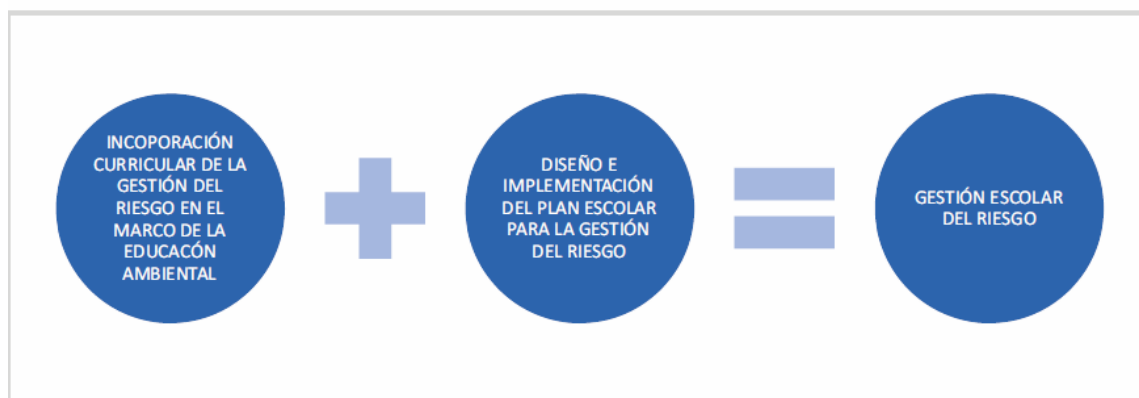 INCOPORACIÓN
CURRICULAR DE LA
GESTIÓN DEL
RIESGO EN EL
MARCO DE LA
EDUCACÓN
AMBIENTAL
DISEÑO E
IMPLEMENTACIÓN
DEL PLAN ESCOLAR
PARA LA GESTIÓN
DEL RIESGO
GESTIÓN ESCOLAR
DEL RIESGO